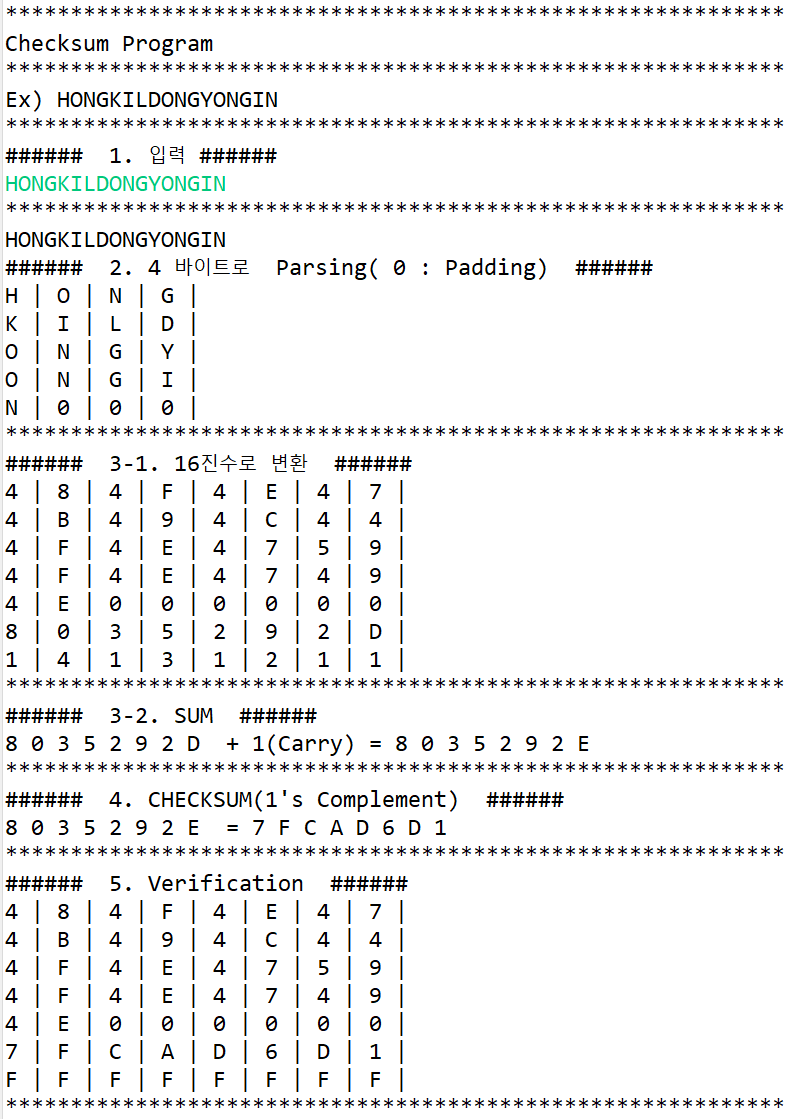 ************************************************************
Checksum Program
************************************************************
Ex) HONGKILDONGYONGIN
************************************************************
######  1. 입력 ######
HONGKILDONGYONGIN
************************************************************
HONGKILDONGYONGIN
######  2. 4 바이트로  Parsing( 0 : Padding)  ######
H | O | N | G |
K | I | L | D |
O | N | G | Y |
O | N | G | I |
N | 0 | 0 | 0 |
************************************************************
######  3-1. 16진수로 변환  ######
4 | 8 | 4 | F | 4 | E | 4 | 7 |
4 | B | 4 | 9 | 4 | C | 4 | 4 |
4 | F | 4 | E | 4 | 7 | 5 | 9 |
4 | F | 4 | E | 4 | 7 | 4 | 9 |
4 | E | 0 | 0 | 0 | 0 | 0 | 0 |
8 | 0 | 3 | 5 | 2 | 9 | 2 | D |
1 | 4 | 1 | 3 | 1 | 2 | 1 | 1 |
************************************************************
######  3-2. SUM  ######
8 0 3 5 2 9 2 D  + 1(Carry) = 8 0 3 5 2 9 2 E
************************************************************
######  4. CHECKSUM(1's Complement)  ######
8 0 3 5 2 9 2 E  = 7 F C A D 6 D 1
************************************************************
######  5. Verification  ######
4 | 8 | 4 | F | 4 | E | 4 | 7 |
4 | B | 4 | 9 | 4 | C | 4 | 4 |
4 | F | 4 | E | 4 | 7 | 5 | 9 |
4 | F | 4 | E | 4 | 7 | 4 | 9 |
4 | E | 0 | 0 | 0 | 0 | 0 | 0 |
7 | F | C | A | D | 6 | D | 1 |
F | F | F | F | F | F | F | F |
************************************************************